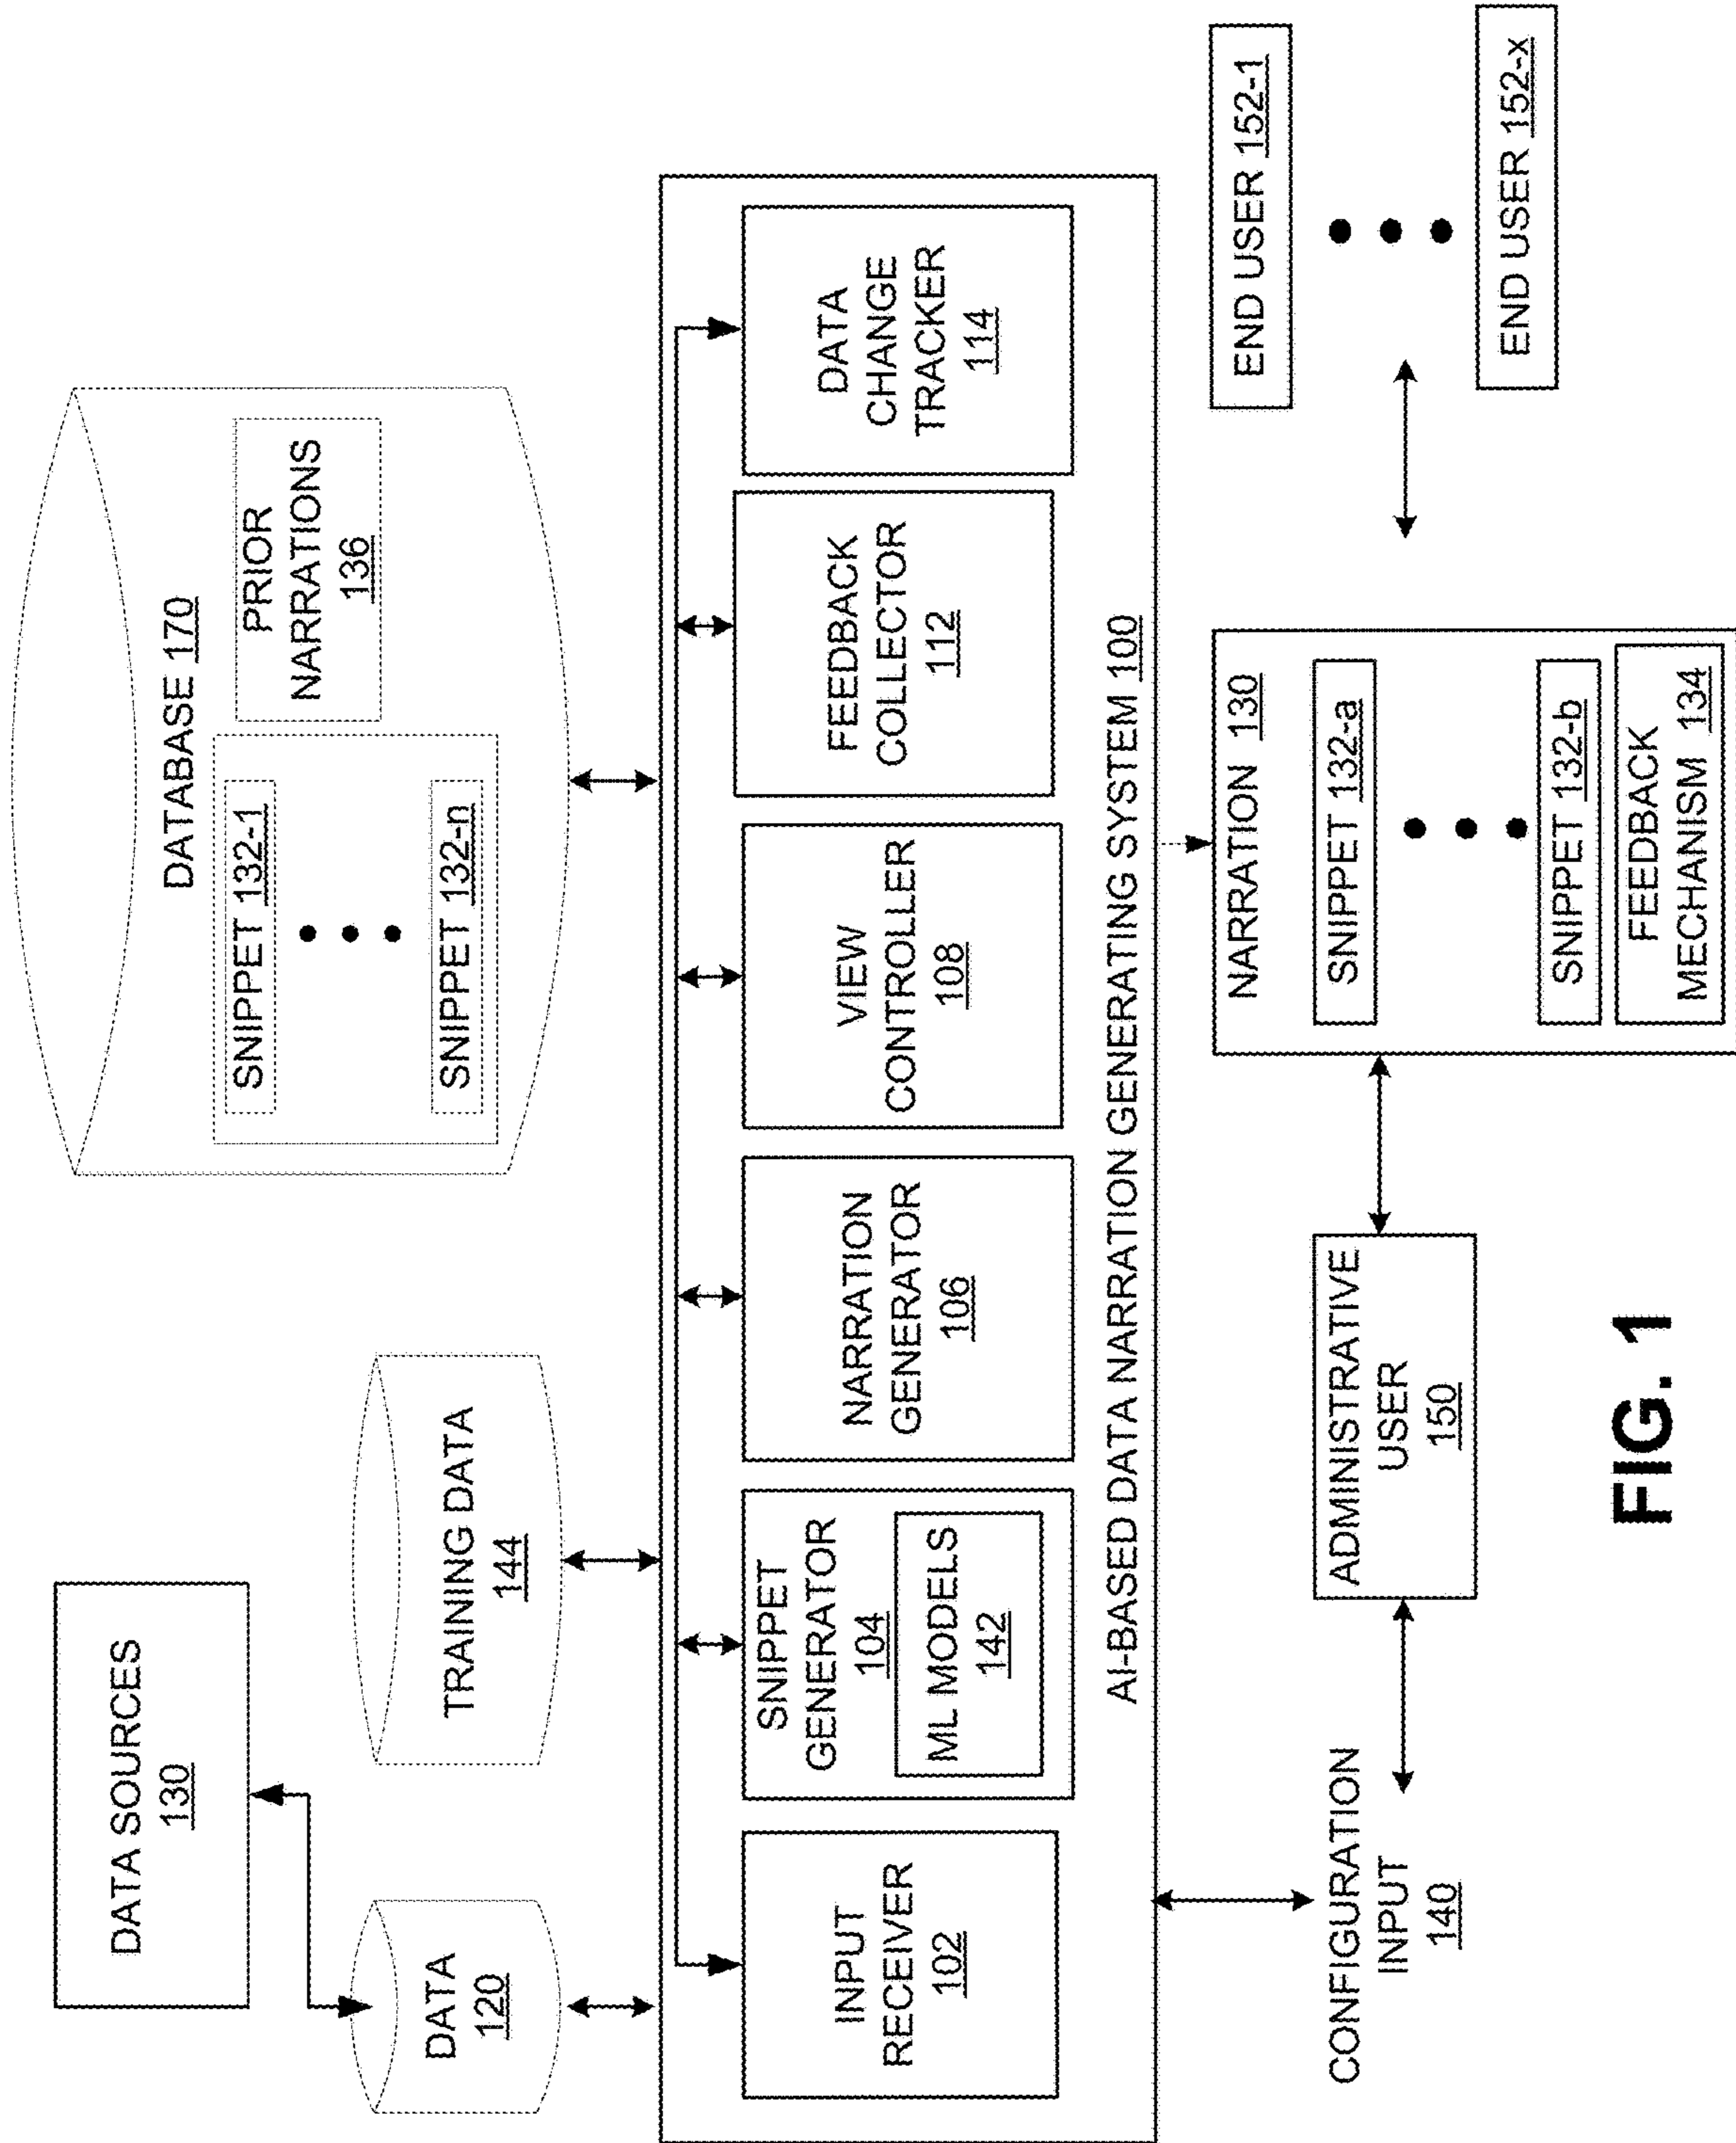 DATA SOURCES
130
DATA
120
TRAINING DATA
144
DATABASE 170
SNIPPET 132-1
SNIPPET 132-n
PRIOR
NARRATIONS
136
INPUT
RECEIVER
102
SNIPPET
GENERATOR
104
ML MODELS
142
NARRATION
GENERATOR
106
VIEW
CONTROLLER
108
FEEDBACK
COLLECTOR
112
DATA
CHANGE
TRACKER
114
AI-BASED DATA NARRATION GENERATING SYSTEM 100
CONFIGURATION
INPUT
140
ADMINISTRATIVE
USER
150
NARRATION 130
SNIPPET 132-a
SNIPPET 132-b
FEEDBACK
MECHANISM 134
END USER 152-1
END USER 152-x
FIG. 1